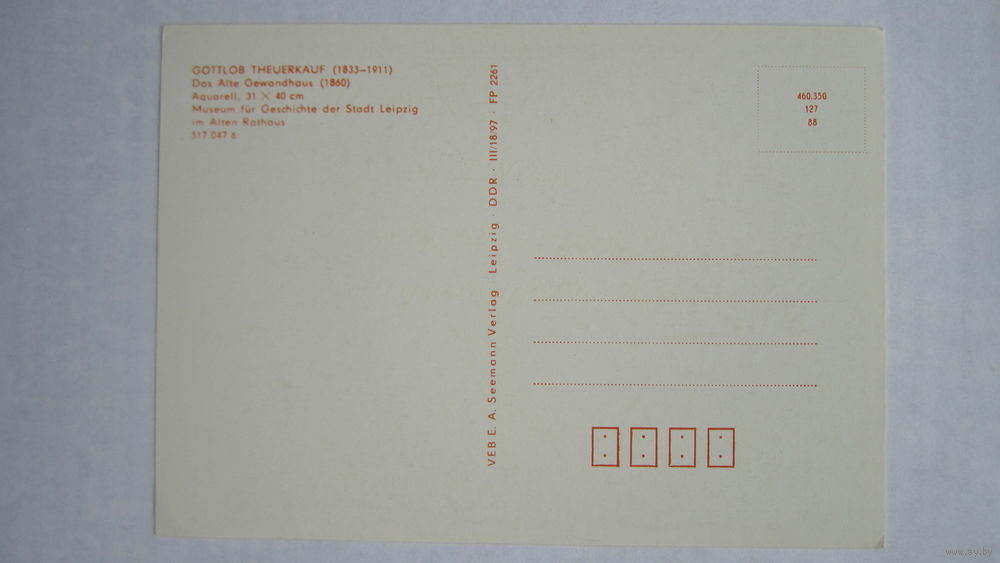 GOTTLOB THEUERKAUF (1833–1911)
Das Alte Gewandhaus (1860)
Aquarell, 31 × 40 cm
Museum für Geschichte der Stadt Leipzig
im Alten Rathaus
517 047 6
VEB E. A. Seemann Verlag Leipzig · DDR · III/18/97 · FP 2261
460.350
127
88
www.ay.by